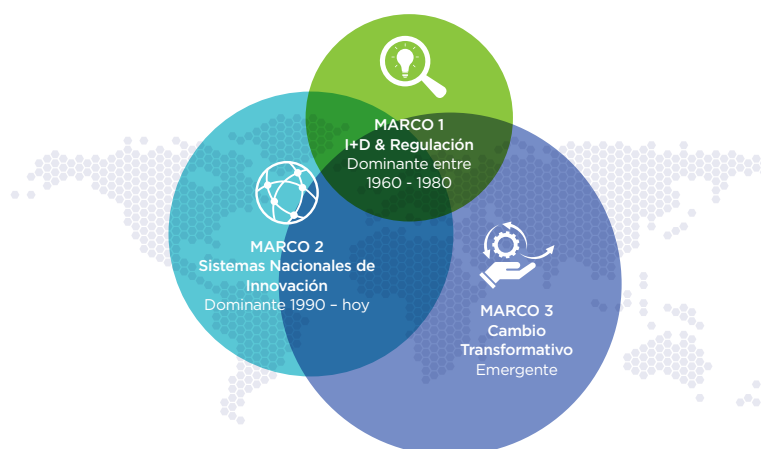 MARCO 1
I+D & Regulación
Dominante entre
1960 - 1980
MARCO 2
Sistemas Nacionales de
Innovación
Dominante 1990 – hoy
MARCO 3
Cambio
Transformativo
Emergente